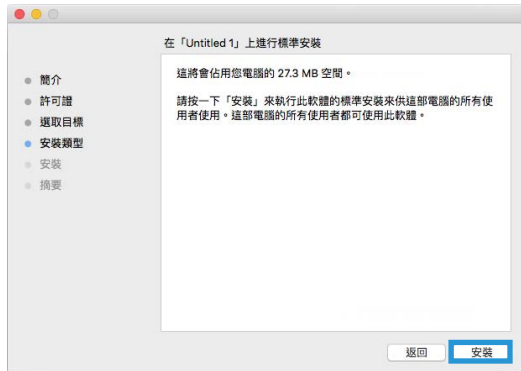 在「Untitled 1」上進行標準安裝
簡介
許可證
選取目標
安裝類型
安裝
摘要
這將會佔用您電腦的 27.3 MB 空間。
請按一下「安裝」來執行此軟體的標準安裝來供這部電腦的所有使
用者使用。這部電腦的所有使用者都可使用此軟體。
返回
安裝